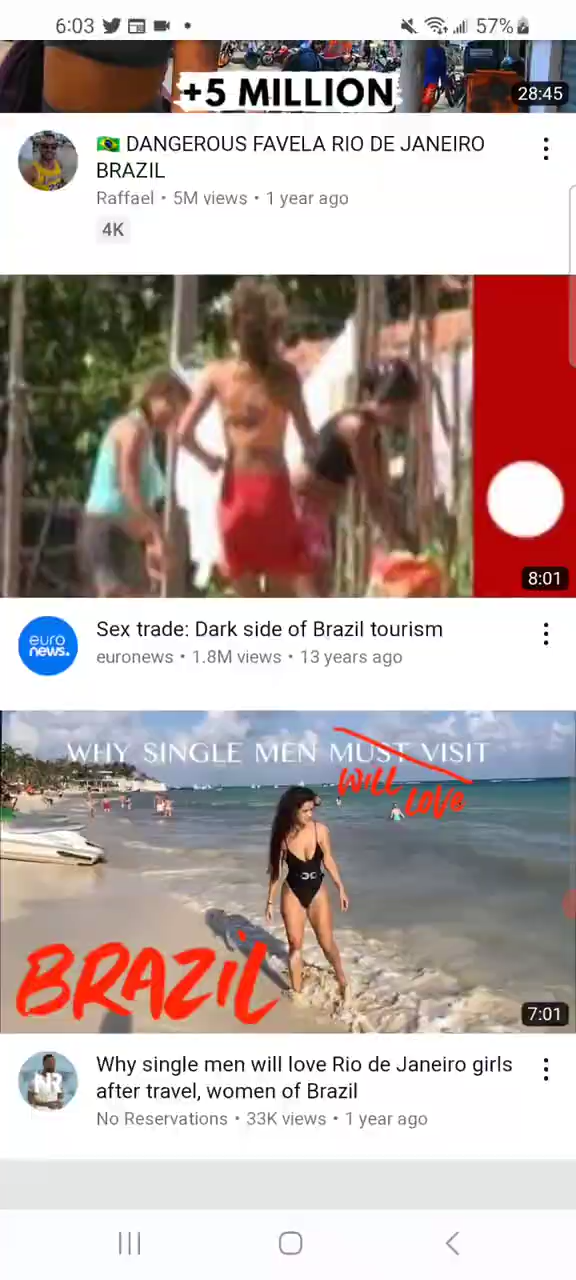 6:03
57%
+5 MILLION
28:45
DANGEROUS FAVELA RIO DE JANEIRO
BRAZIL
Raffael • 5M views • 1 year ago
4K
8:01
euro
news.
Sex trade: Dark side of Brazil tourism
euronews • 1.8M views • 13 years ago
WHY SINGLE MEN MUST VISIT
WiLL LOVe
BRAZiL
7:01
NR
Why single men will love Rio de Janeiro girls
after travel, women of Brazil
No Reservations • 33K views • 1 year ago